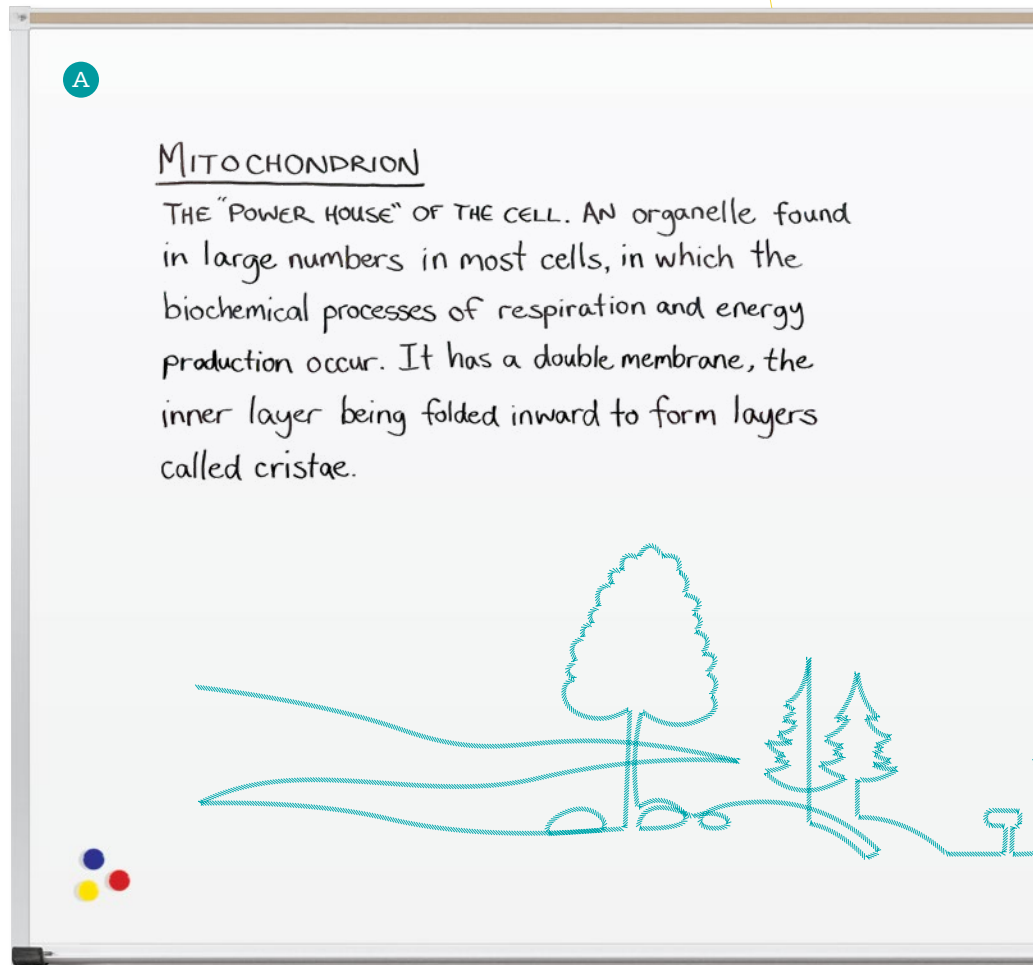 A
MITOCHONDRION
THE "POWER HOUSE" OF THE CELL. AN organelle found
in large numbers in most cells, in which the
biochemical processes of respiration and energy
production occur. It has a double membrane, the
inner layer being folded inward to form layers
called cristae.